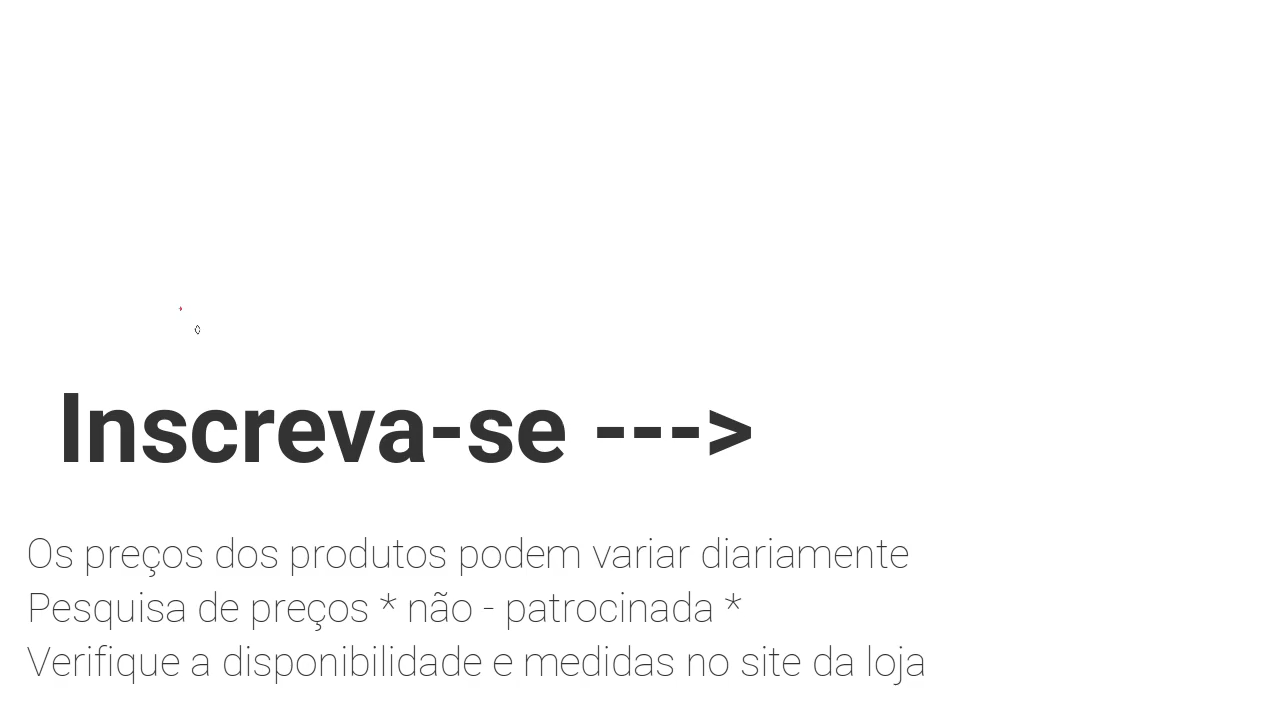 Inscreva-se --->
Os preços dos produtos podem variar diariamente
Pesquisa de preços * não - patrocinada *
Verifique a disponibilidade e medidas no site da loja